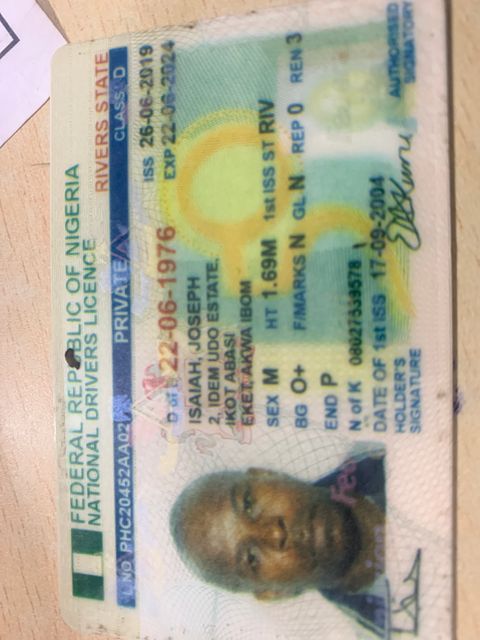 FEDERAL REPUBLIC OF NIGERIA
NATIONAL DRIVERS LICENCE
RIVERS STATE
L/NO PHC20452AA02 PRIVATE CLASS D
ISS 26-06-2019
D of B 22-06-1976 EXP 22-06-2024
ISAIAH, JOSEPH
2, IDEM UDO ESTATE,
IKOT ABASI
EKET, AKWA IBOM
SEX M HT 1.69M 1st ISS ST RIV
BG O+ F/MARKS N GL N REP 0 REN 3
END P
N of K
DATE OF 1st ISS 17-09-2004
HOLDER'S
SIGNATURE
AUTHORISED
SIGNATORY